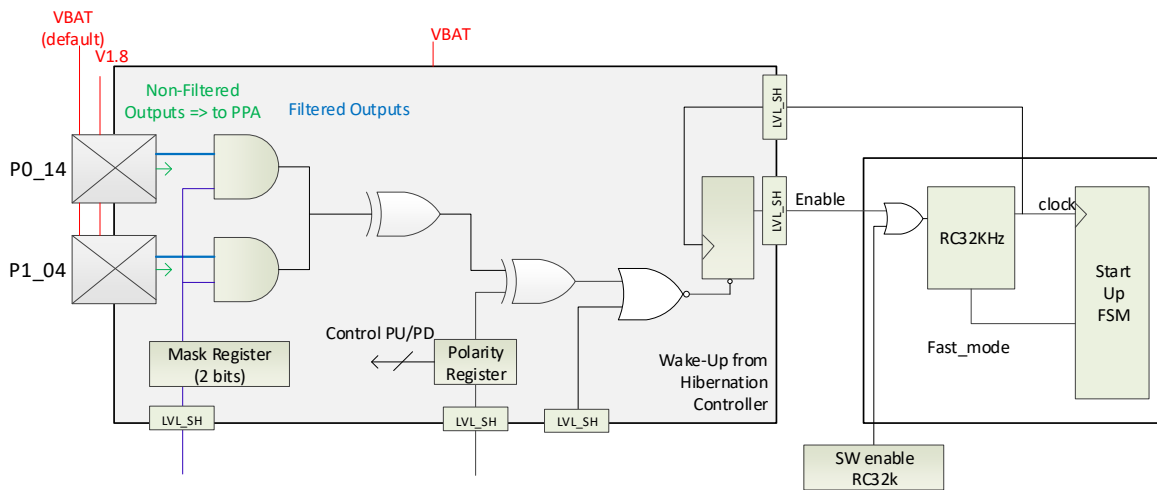 VBAT
(default)
V1.8
VBAT
Non-Filtered
Outputs => to PPA
Filtered Outputs
LVL_SH
P0_14
LVL_SH
Enable
RC32KHz
clock
P1_04
Start
Up
FSM
Control PU/PD
Mask Register
(2 bits)
Polarity
Register
Wake-Up from
Hibernation
Controller
Fast_mode
LVL_SH
LVL_SH
LVL_SH
SW enable
RC32k